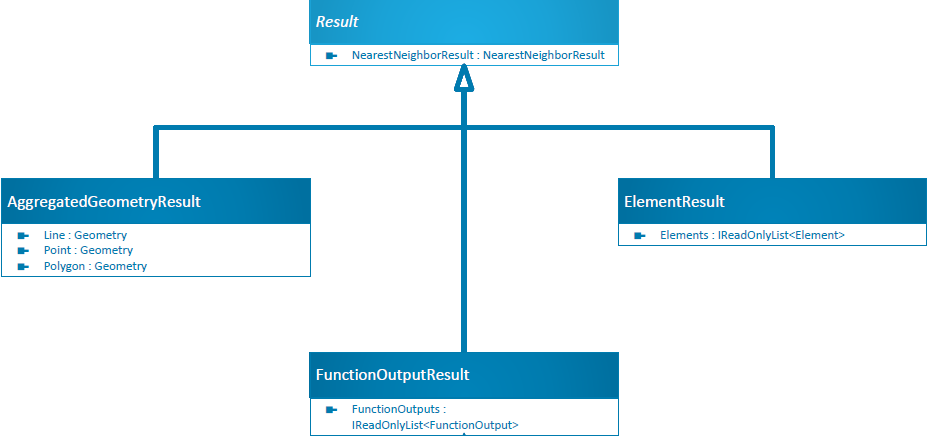 Result
NearestNeighborResult : NearestNeighborResult
AggregatedGeometryResult
Line : Geometry
Point : Geometry
Polygon : Geometry
ElementResult
Elements : IReadOnlyList<Element>
FunctionOutputResult
FunctionOutputs :
IReadOnlyList<FunctionOutput>